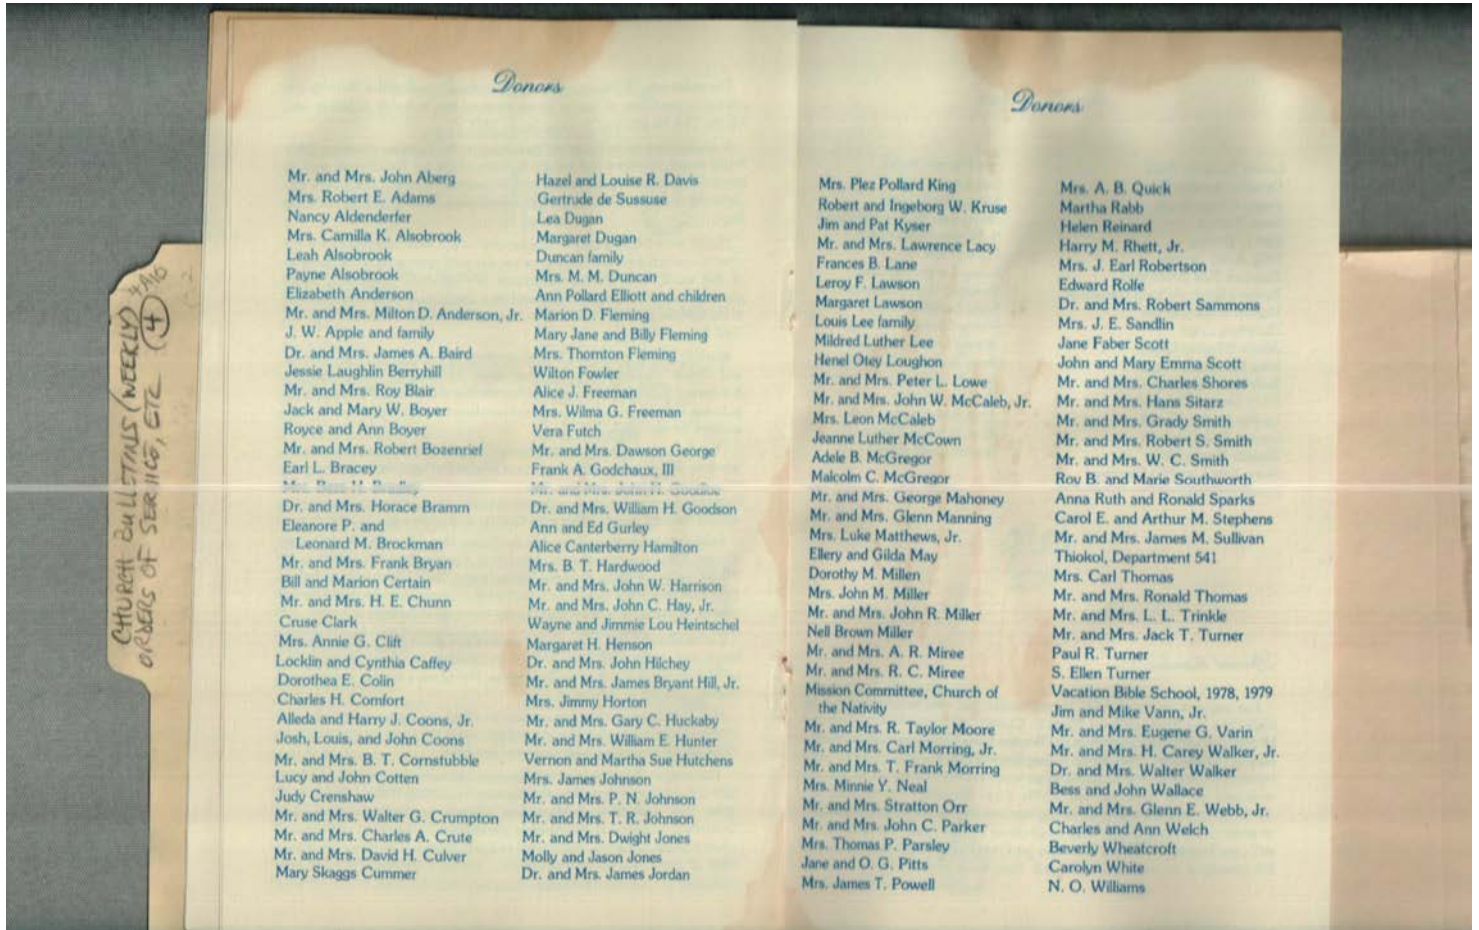 CHURCH BULLETINS (WEEKLY)
ORDERS OF SERVICE, ETC
4
Donors
Mr. and Mrs. John Aberg
Mrs. Robert E. Adams
Nancy Aldenderfer
Mrs. Camilla K. Alsobrook
Leah Alsobrook
Payne Alsobrook
Elizabeth Anderson
Mr. and Mrs. Milton D. Anderson, Jr.
J. W. Apple and family
Dr. and Mrs. James A. Baird
Jessie Laughlin Berryhill
Mr. and Mrs. Roy Blair
Jack and Mary W. Boyer
Royce and Ann Boyer
Mr. and Mrs. Robert Bozenrief
Earl L. Bracey
Mrs. Bess H. Bradley
Dr. and Mrs. Horace Bramm
Eleanore P. and
Leonard M. Brockman
Mr. and Mrs. Frank Bryan
Bill and Marion Certain
Mr. and Mrs. H. E. Chunn
Cruse Clark
Mrs. Annie G. Clift
Locklin and Cynthia Caffey
Dorothea E. Colin
Charles H. Comfort
Alleda and Harry J. Coons, Jr.
Josh, Louis, and John Coons
Mr. and Mrs. B. T. Cornstubble
Lucy and John Cotten
Judy Crenshaw
Mr. and Mrs. Walter G. Crumpton
Mr. and Mrs. Charles A. Crute
Mr. and Mrs. David H. Culver
Mary Skaggs Cummer
Hazel and Louise R. Davis
Gertrude de Sussuse
Lea Dugan
Margaret Dugan
Duncan family
Mrs. M. M. Duncan
Ann Pollard Elliott and children
Marion D. Fleming
Mary Jane and Billy Fleming
Mrs. Thornton Fleming
Wilton Fowler
Alice J. Freeman
Mrs. Wilma G. Freeman
Vera Futch
Mr. and Mrs. Dawson George
Frank A. Godchaux, III
Mr. and Mrs. John H. Goodloe
Dr. and Mrs. William H. Goodson
Ann and Ed Gurley
Alice Canterberry Hamilton
Mrs. B. T. Hardwood
Mr. and Mrs. John W. Harrison
Mr. and Mrs. John C. Hay, Jr.
Wayne and Jimmie Lou Heintschel
Margaret H. Henson
Dr. and Mrs. John Hilchey
Mr. and Mrs. James Bryant Hill, Jr.
Mrs. Jimmy Horton
Mr. and Mrs. Gary C. Huckaby
Mr. and Mrs. William E. Hunter
Vernon and Martha Sue Hutchens
Mrs. James Johnson
Mr. and Mrs. P. N. Johnson
Mr. and Mrs. T. R. Johnson
Mr. and Mrs. Dwight Jones
Molly and Jason Jones
Dr. and Mrs. James Jordan
Donors
Mrs. Plez Pollard King
Robert and Ingeborg W. Kruse
Jim and Pat Kyser
Mr. and Mrs. Lawrence Lacy
Frances B. Lane
Leroy F. Lawson
Margaret Lawson
Louis Lee family
Mildred Luther Lee
Henel Otey Loughon
Mr. and Mrs. Peter L. Lowe
Mr. and Mrs. John W. McCaleb, Jr.
Mrs. Leon McCaleb
Jeanne Luther McCown
Adele B. McGregor
Malcolm C. McGregor
Mr. and Mrs. George Mahoney
Mr. and Mrs. Glenn Manning
Mrs. Luke Matthews, Jr.
Ellery and Gilda May
Dorothy M. Millen
Mrs. John M. Miller
Mr. and Mrs. John R. Miller
Nell Brown Miller
Mr. and Mrs. A. R. Miree
Mr. and Mrs. R. C. Miree
Mission Committee, Church of
the Nativity
Mr. and Mrs. R. Taylor Moore
Mr. and Mrs. Carl Morring, Jr.
Mr. and Mrs. T. Frank Morring
Mrs. Minnie Y. Neal
Mr. and Mrs. Stratton Orr
Mr. and Mrs. John C. Parker
Mrs. Thomas P. Parsley
Jane and O. G. Pitts
Mrs. James T. Powell
Mrs. A. B. Quick
Martha Rabb
Helen Reinard
Harry M. Rhett, Jr.
Mrs. J. Earl Robertson
Edward Rolfe
Dr. and Mrs. Robert Sammons
Mrs. J. E. Sandlin
Jane Faber Scott
John and Mary Emma Scott
Mr. and Mrs. Charles Shores
Mr. and Mrs. Hans Sitarz
Mr. and Mrs. Grady Smith
Mr. and Mrs. Robert S. Smith
Mr. and Mrs. W. C. Smith
Roy B. and Marie Southworth
Anna Ruth and Ronald Sparks
Carol E. and Arthur M. Stephens
Mr. and Mrs. James M. Sullivan
Thiokol, Department 541
Mrs. Carl Thomas
Mr. and Mrs. Ronald Thomas
Mr. and Mrs. L. L. Trinkle
Mr. and Mrs. Jack T. Turner
Paul R. Turner
S. Ellen Turner
Vacation Bible School, 1978, 1979
Jim and Mike Vann, Jr.
Mr. and Mrs. Eugene G. Varin
Mr. and Mrs. H. Carey Walker, Jr.
Dr. and Mrs. Walter Walker
Bess and John Wallace
Mr. and Mrs. Glenn E. Webb, Jr.
Charles and Ann Welch
Beverly Wheatcroft
Carolyn White
N. O. Williams